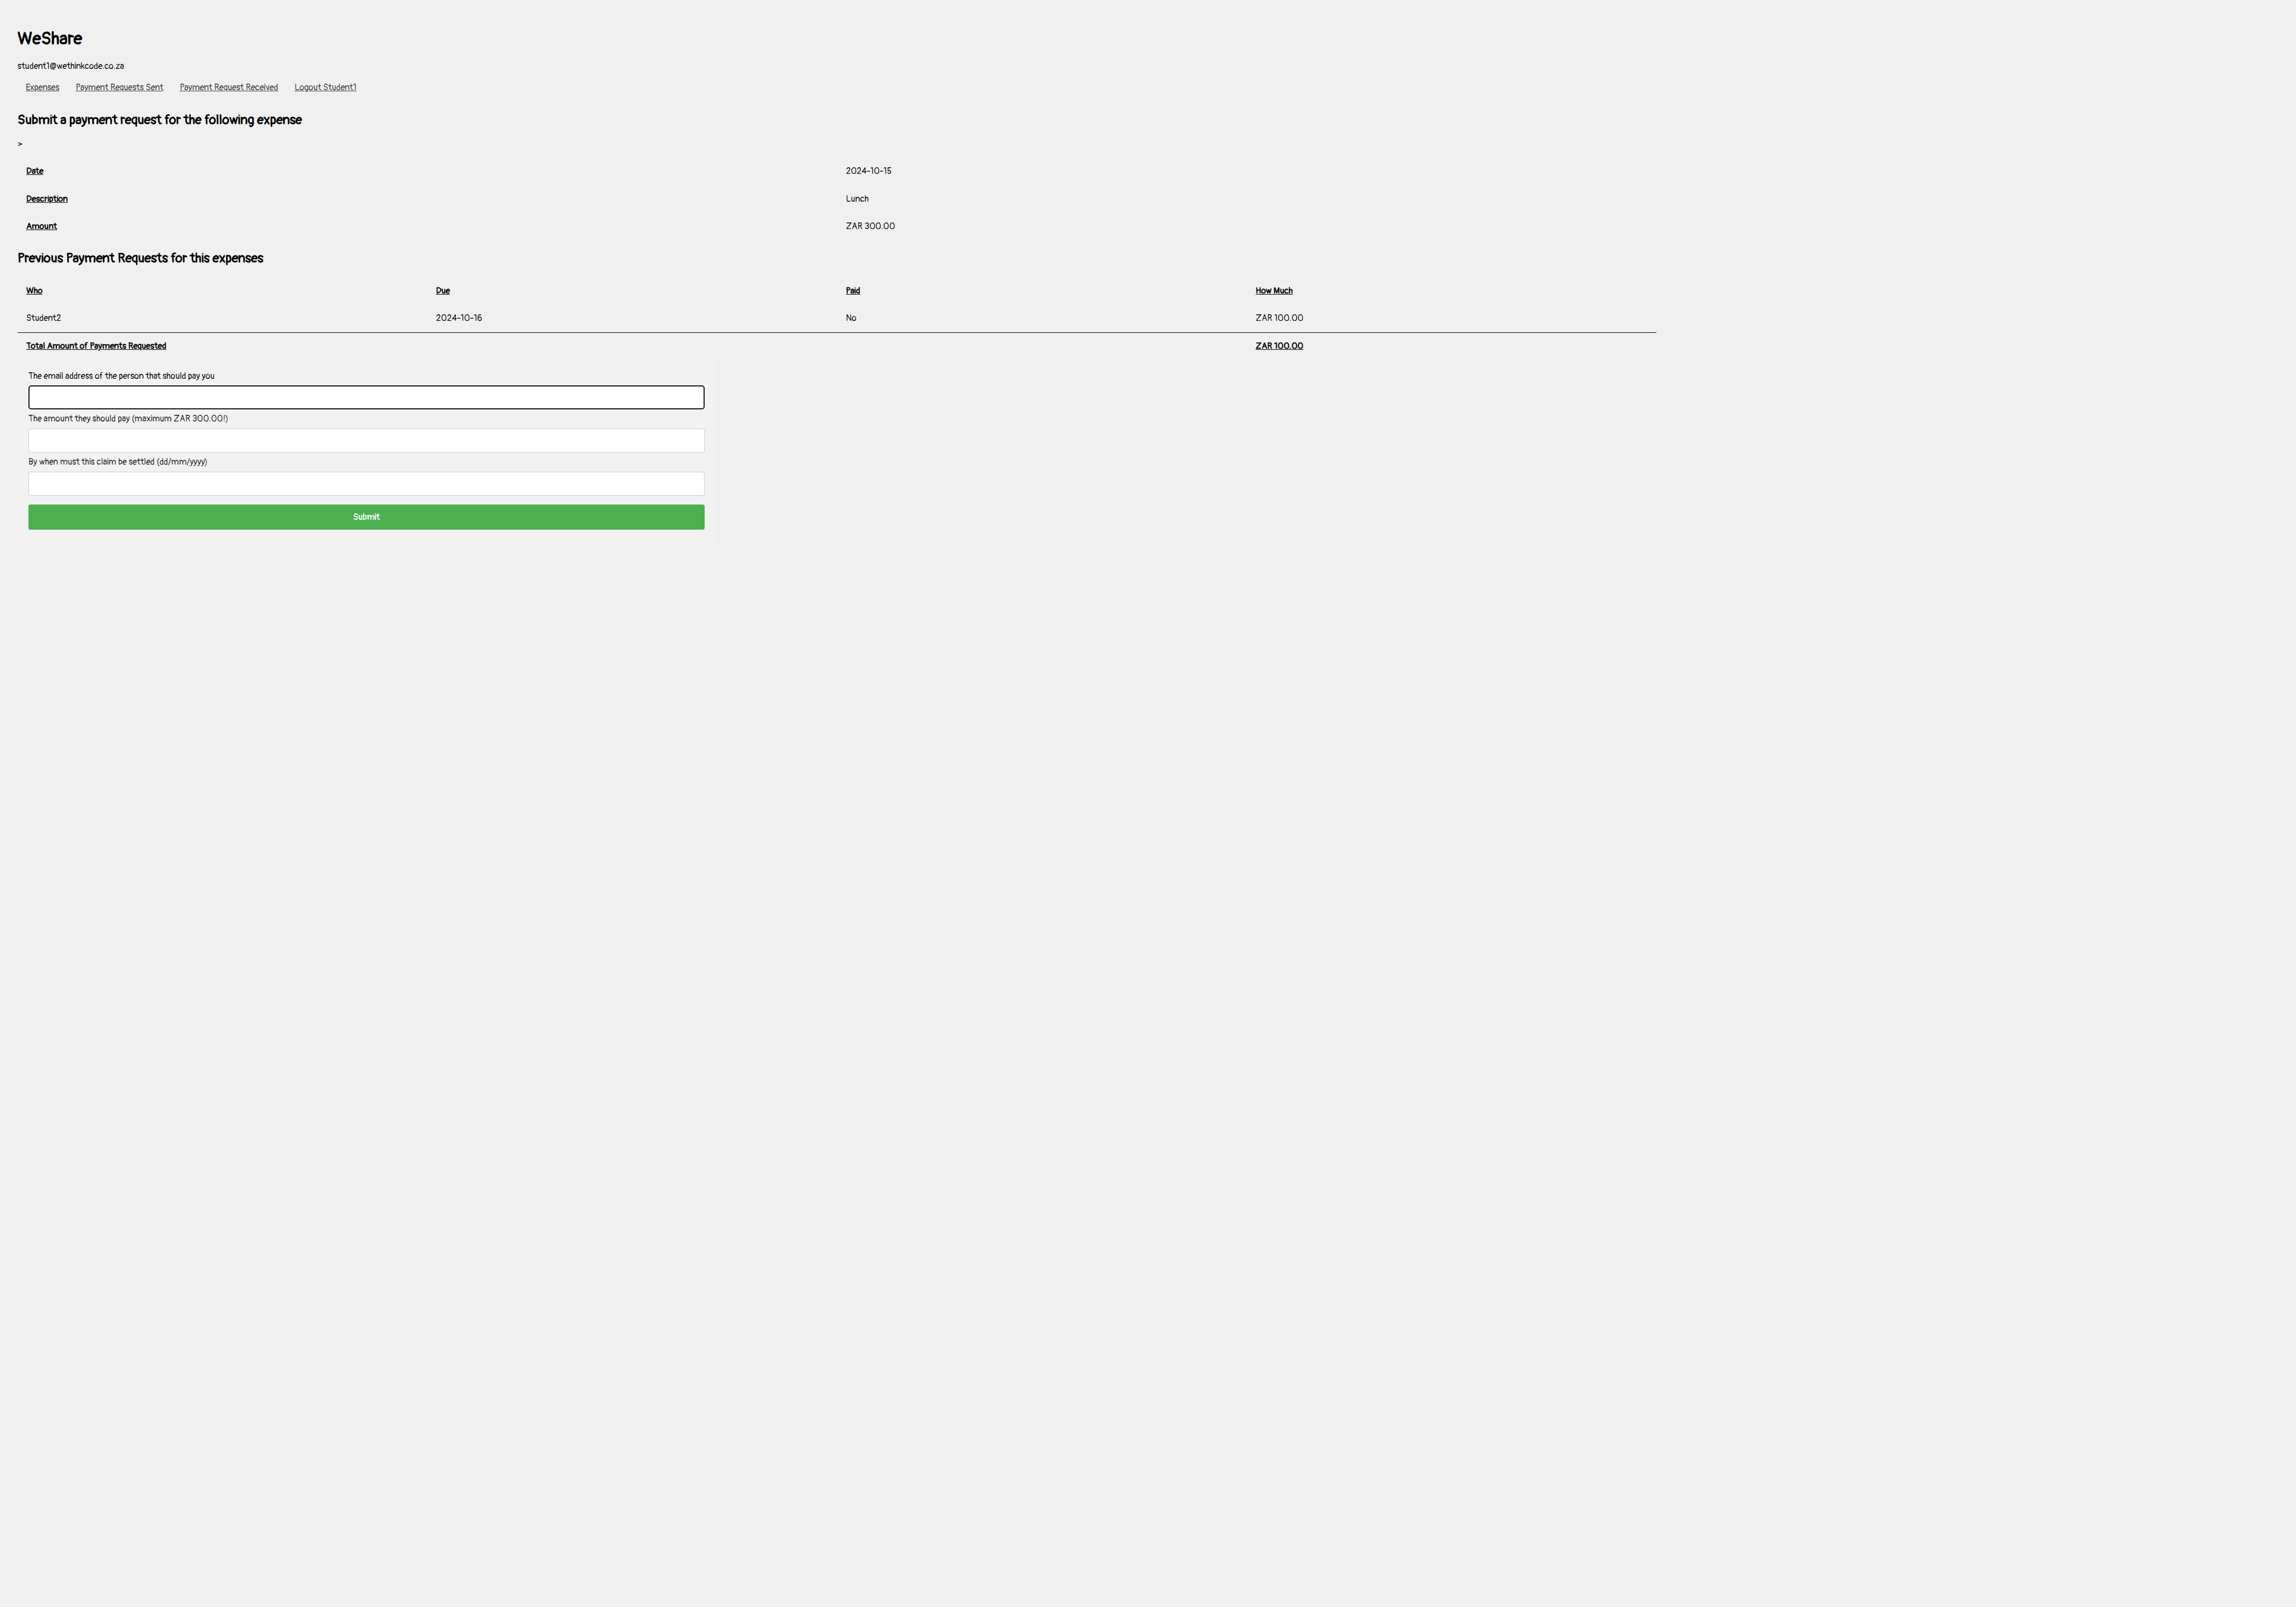 WeShare
student1@wethinkcode.co.za
Expenses Payment Requests Sent Payment Request Received Logout Student1
Submit a payment request for the following expense
>
Date 2024-10-15
Description Lunch
Amount ZAR 300.00
Previous Payment Requests for this expenses
Who Due Paid How Much
Student2 2024-10-16 No ZAR 100.00
Total Amount of Payments Requested ZAR 100.00
The email address of the person that should pay you
The amount they should pay (maximum ZAR 300.00!)
By when must this claim be settled (dd/mm/yyyy)
Submit